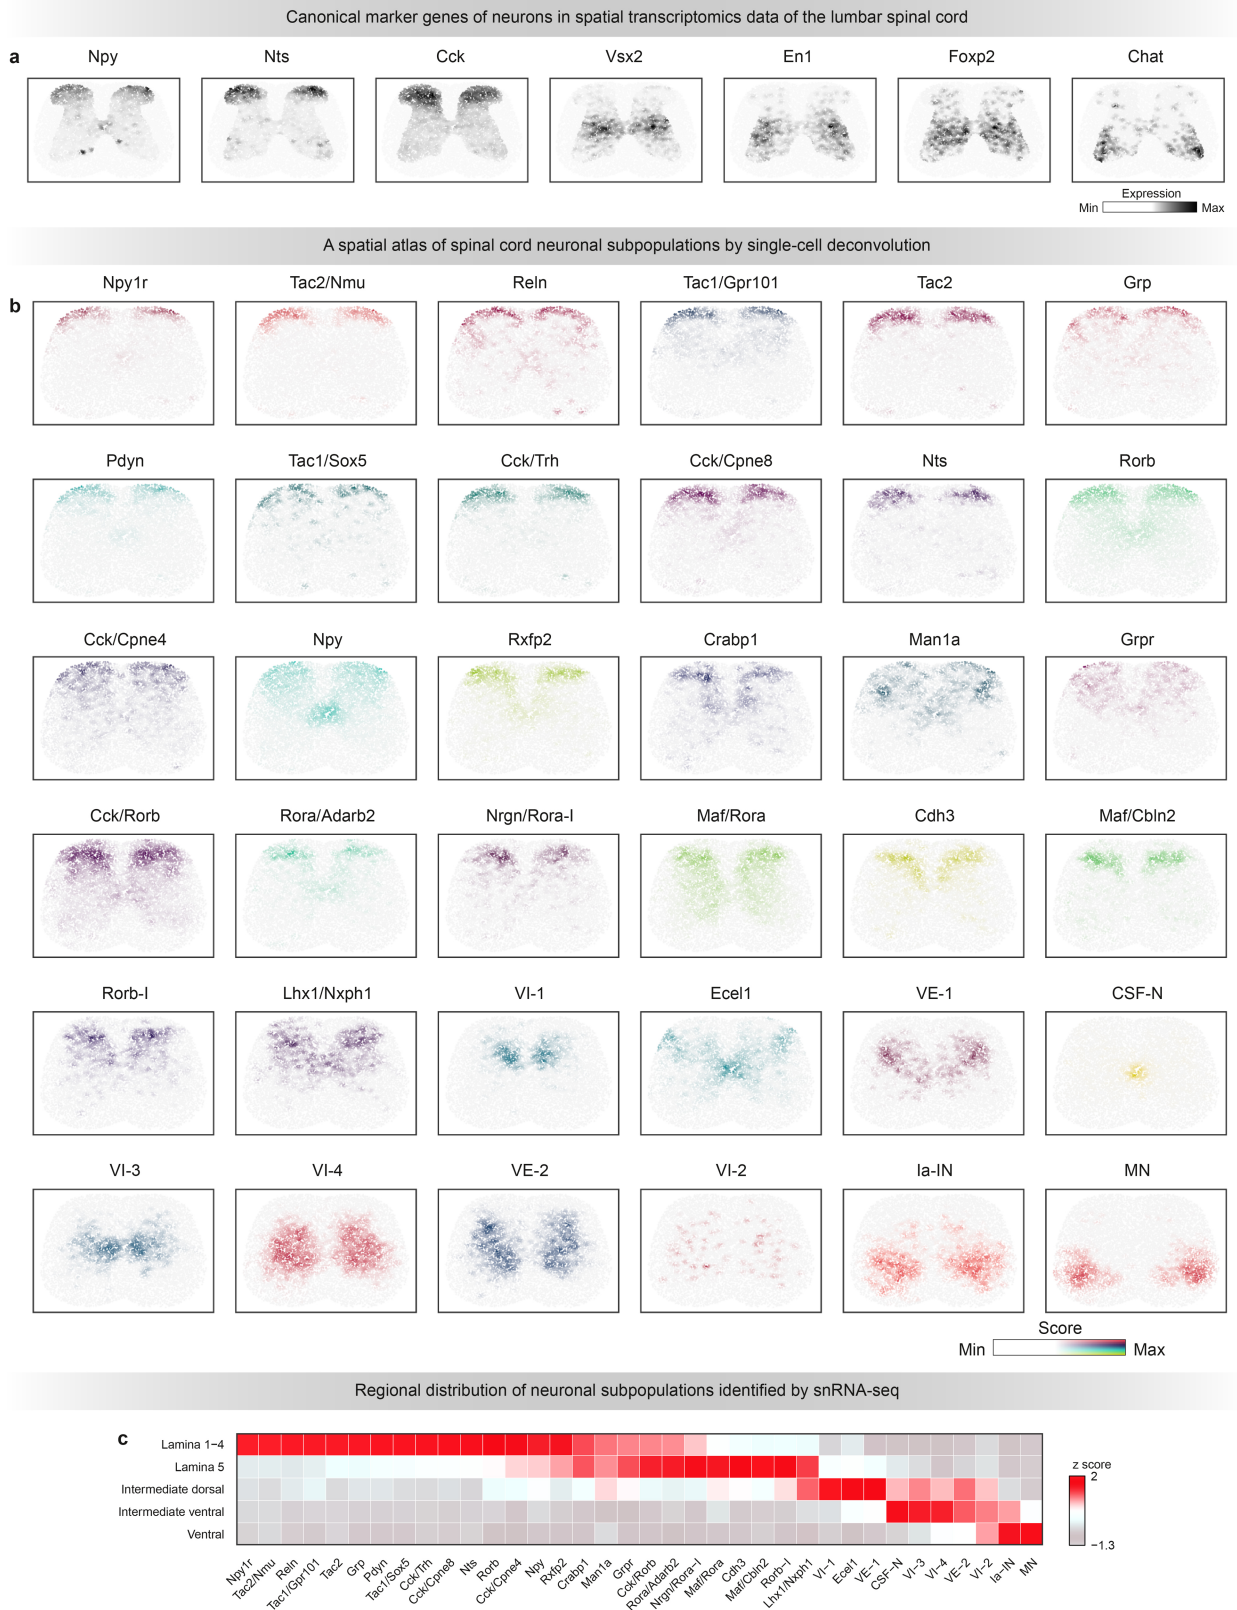 Canonical marker genes of neurons in spatial transcriptomics data of the lumbar spinal cord
a
Npy Nts Cck Vsx2 En1 Foxp2 Chat
Expression
Min Max
A spatial atlas of spinal cord neuronal subpopulations by single-cell deconvolution
b
Npy1r Tac2/Nmu Reln Tac1/Gpr101 Tac2 Grp
Pdyn Tac1/Sox5 Cck/Trh Cck/Cpne8 Nts Rorb
Cck/Cpne4 Npy Rxfp2 Crabp1 Man1a Grpr
Cck/Rorb Rora/Adarb2 Nrgn/Rora-I Maf/Rora Cdh3 Maf/Cbln2
Rorb-I Lhx1/Nxph1 VI-1 Ecel1 VE-1 CSF-N
VI-3 VI-4 VE-2 VI-2 Ia-IN MN
Score
Min Max
Regional distribution of neuronal subpopulations identified by snRNA-seq
c
Lamina 1–4
Lamina 5
Intermediate dorsal
Intermediate ventral
Ventral
z score
2
−1.3
Npy1r
Tac2/Nmu
Reln
Tac1/Gpr101
Tac2
Grp
Pdyn
Tac1/Sox5
Cck/Trh
Cck/Cpne8
Nts
Rorb
Cck/Cpne4
Npy
Rxfp2
Crabp1
Man1a
Grpr
Cck/Rorb
Rora/Adarb2
Nrgn/Rora−I
Maf/Rora
Cdh3
Maf/Cbln2
Rorb−I
Lhx1/Nxph1
VI−1
Ecel1
VE−1
CSF−N
VI−3
VI−4
VE−2
VI−2
Ia−IN
MN